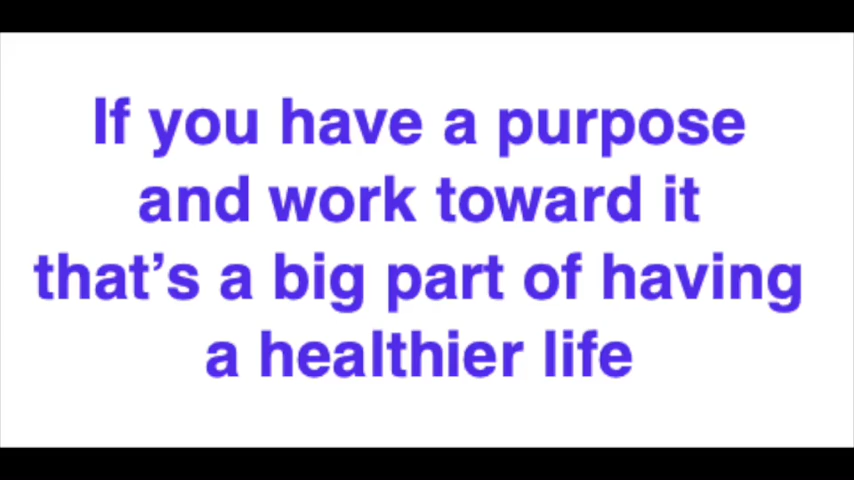 If you have a purpose
and work toward it
that’s a big part of having
a healthier life